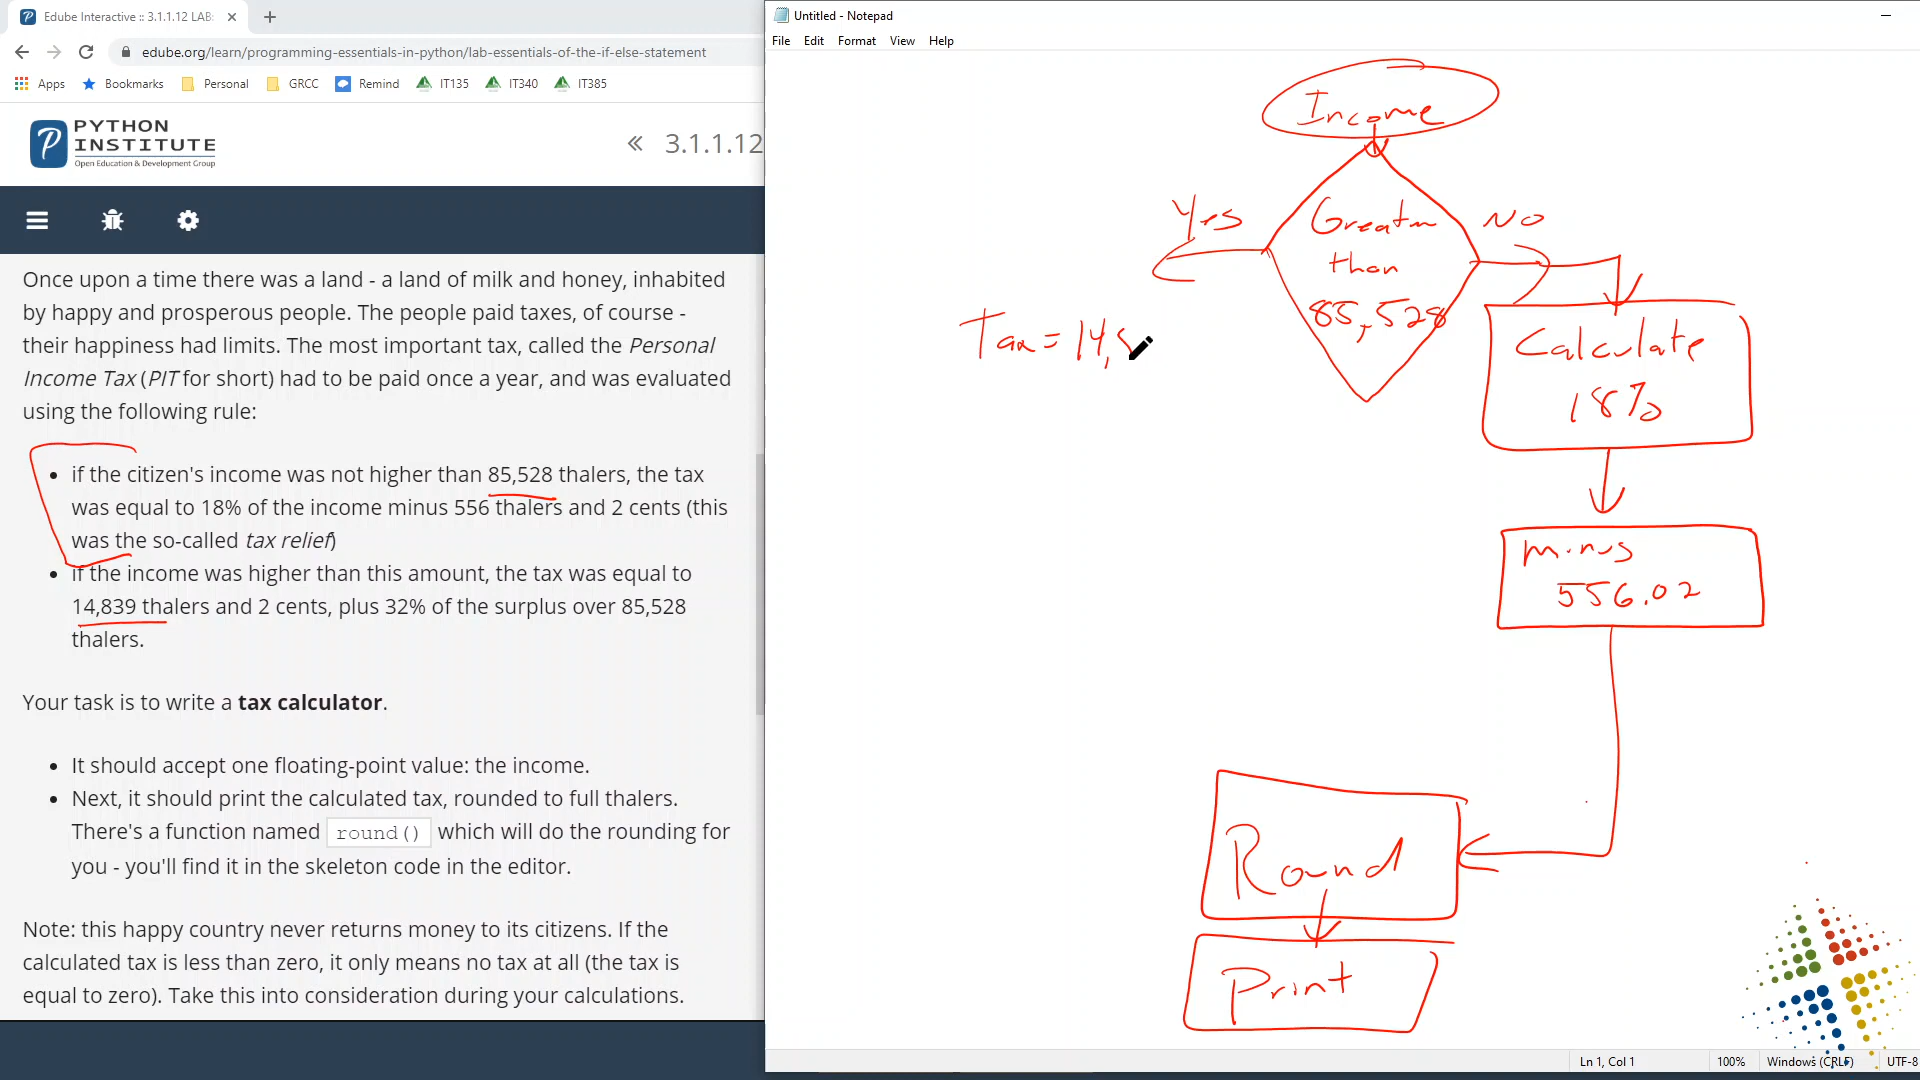 Edube Interactive :: 3.1.1.12 LAB:
edube.org/learn/programming-essentials-in-python/lab-essentials-of-the-if-else-statement
Apps Bookmarks Personal GRCC Remind IT135 IT340 IT385
PYTHON
INSTITUTE
Open Education & Development Group
3.1.1.12
Once upon a time there was a land - a land of milk and honey, inhabited
by happy and prosperous people. The people paid taxes, of course -
their happiness had limits. The most important tax, called the Personal
Income Tax (PIT for short) had to be paid once a year, and was evaluated
using the following rule:
• if the citizen's income was not higher than 85,528 thalers, the tax
was equal to 18% of the income minus 556 thalers and 2 cents (this
was the so-called tax relief)
• if the income was higher than this amount, the tax was equal to
14,839 thalers and 2 cents, plus 32% of the surplus over 85,528
thalers.
Your task is to write a tax calculator.
• It should accept one floating-point value: the income.
• Next, it should print the calculated tax, rounded to full thalers.
There's a function named round() which will do the rounding for
you - you'll find it in the skeleton code in the editor.
Note: this happy country never returns money to its citizens. If the
calculated tax is less than zero, it only means no tax at all (the tax is
equal to zero). Take this into consideration during your calculations.
Untitled - Notepad
File Edit Format View Help
Income
Yes
No
Greater
than
85,528
Tax = 14,
Calculate
18%
minus
556.02
Round
Print
Ln 1, Col 1 100% Windows (CRLF) UTF-8